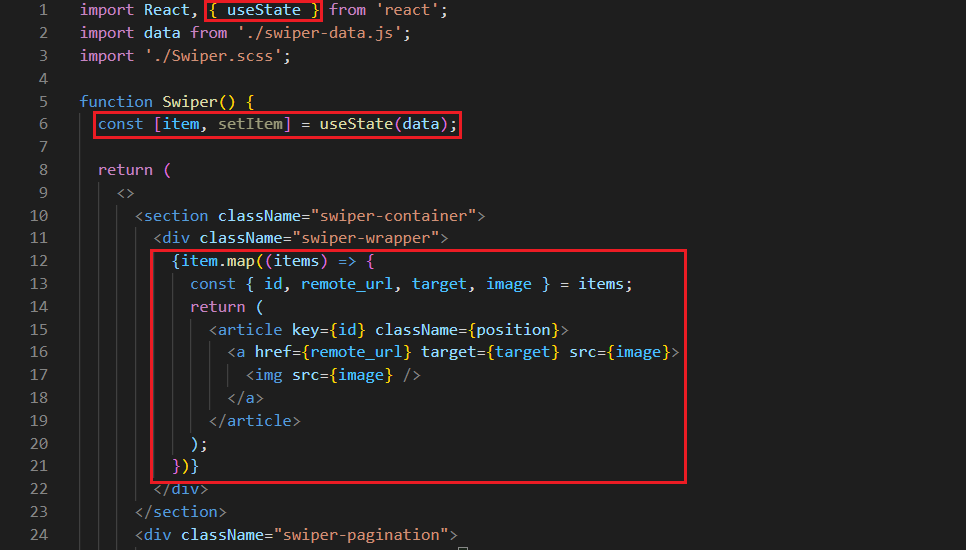 1 import React, { useState } from 'react';
2 import data from './swiper-data.js';
3 import './Swiper.scss';
4
5 function Swiper() {
6   const [item, setItem] = useState(data);
7
8   return (
9     <>
10       <section className="swiper-container">
11         <div className="swiper-wrapper">
12           {item.map((items) => {
13             const { id, remote_url, target, image } = items;
14             return (
15               <article key={id} className={position}>
16                 <a href={remote_url} target={target} src={image}>
17                   <img src={image} />
18                 </a>
19               </article>
20             );
21           })}
22         </div>
23       </section>
24       <div className="swiper-pagination">